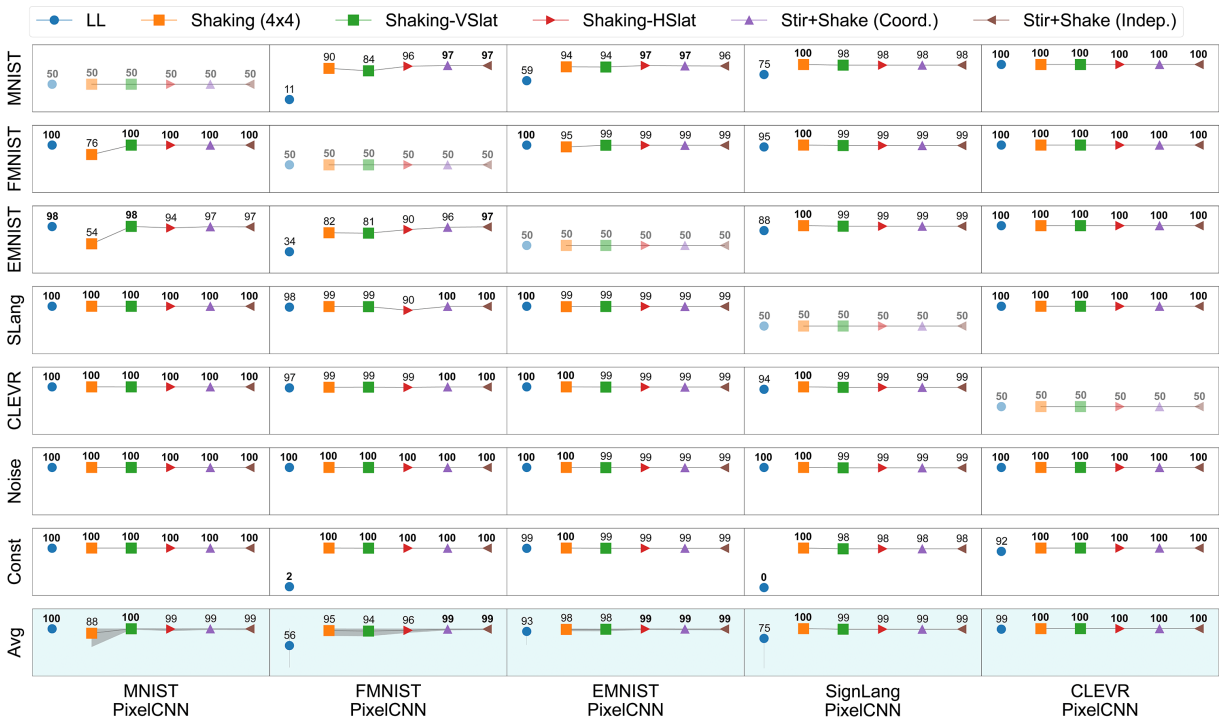 LL Shaking (4x4) Shaking-VSlat Shaking-HSlat Stir+Shake (Coord.) Stir+Shake (Indep.)
MNIST
50 50 50 50 50 50 11 90 84 96 97 97 59 94 94 97 97 96 75 100 98 98 98 98 100 100 100 100 100 100
FMNIST
100 76 100 100 100 100 50 50 50 50 50 50 100 95 99 99 99 99 95 100 99 99 99 99 100 100 100 100 100 100
EMNIST
98 54 98 94 97 97 34 82 81 90 96 97 50 50 50 50 50 50 88 100 99 99 99 99 100 100 100 100 100 100
SLang
100 100 100 100 100 100 98 99 99 90 100 100 100 99 99 99 99 99 50 50 50 50 50 50 100 100 100 100 100 100
CLEVR
100 100 100 100 100 100 97 99 99 99 100 100 100 100 99 99 99 99 94 100 99 99 99 99 50 50 50 50 50 50
Noise
100 100 100 100 100 100 100 100 100 100 100 100 100 100 99 99 99 99 100 100 99 99 99 99 100 100 100 100 100 100
Const
100 100 100 100 100 100 2 100 100 100 100 100 99 100 99 99 99 99 0 100 98 98 98 98 92 100 100 100 100 100
Avg
100 88 100 99 99 99 56 95 94 96 99 99 93 98 98 99 99 99 75 100 99 99 99 99 99 100 100 100 100 100
MNIST FMNIST EMNIST SignLang CLEVR
PixelCNN PixelCNN PixelCNN PixelCNN PixelCNN